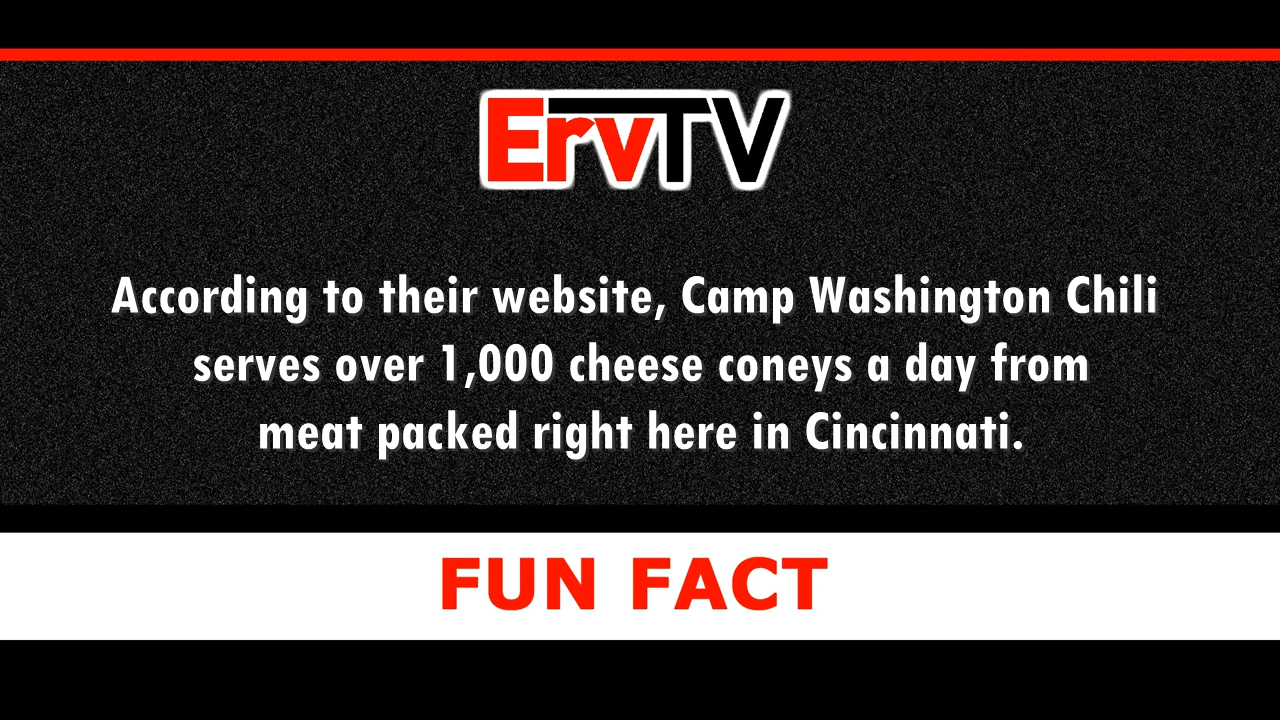 ErvTV
According to their website, Camp Washington Chili
serves over 1,000 cheese coneys a day from
meat packed right here in Cincinnati.
FUN FACT